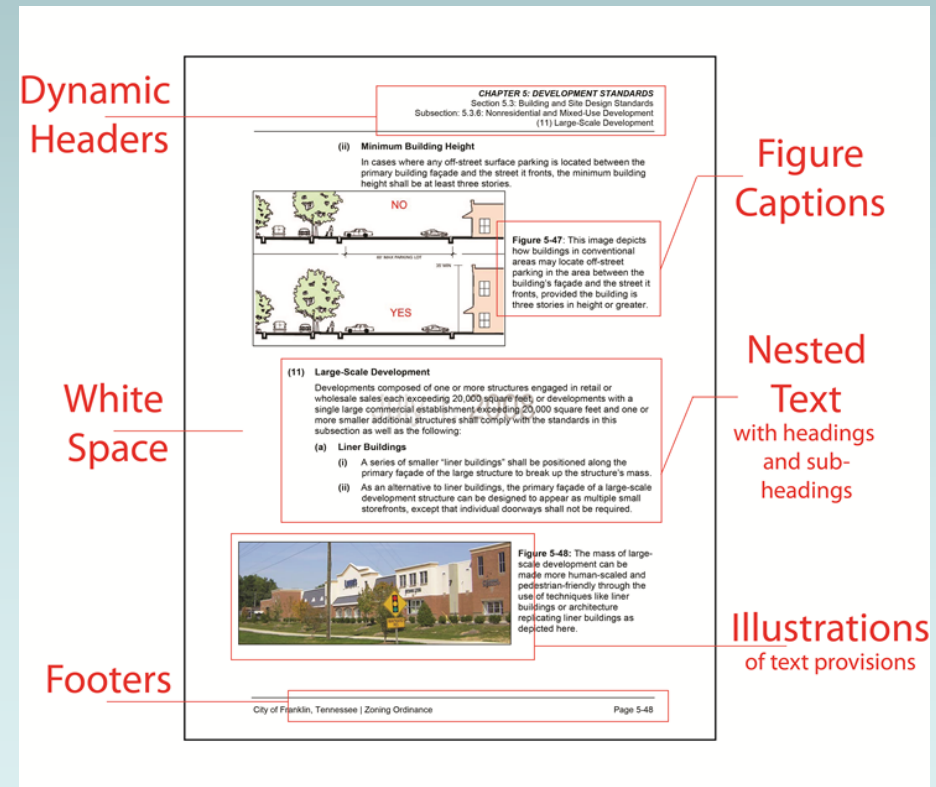 Dynamic
Headers
CHAPTER 5: DEVELOPMENT STANDARDS
Section 5.3: Building and Site Design Standards
Subsection: 5.3.6: Nonresidential and Mixed-Use Development
(11) Large-Scale Development
(ii) Minimum Building Height
In cases where any off-street surface parking is located between the
primary building façade and the street it fronts, the minimum building
height shall be at least three stories.
Figure
Captions
NO
60' MAX PARKING LOT
20' MIN
YES
Figure 5-47: This image depicts
how buildings in conventional
areas may locate off-street
parking in the area between the
building's façade and the street it
fronts, provided the building is
three stories in height or greater.
White
Space
(11) Large-Scale Development
Developments composed of one or more structures engaged in retail or
wholesale sales each exceeding 20,000 square feet, or developments with a
single large commercial establishment exceeding 20,000 square feet and one or
more smaller additional structures shall comply with the standards in this
subsection as well as the following:
(a) Liner Buildings
(i) A series of smaller “liner buildings” shall be positioned along the
primary façade of the large structure to break up the structure's mass.
(ii) As an alternative to liner buildings, the primary façade of a large-scale
development structure can be designed to appear as multiple small
storefronts, except that individual doorways shall not be required.
Nested
Text
with headings
and sub-
headings
Figure 5-48: The mass of large-
scale development can be
made more human-scaled and
pedestrian-friendly through the
use of techniques like liner
buildings or architecture
replicating liner buildings as
depicted here.
Illustrations
of text provisions
Footers
City of Franklin, Tennessee | Zoning Ordinance
Page 5-48